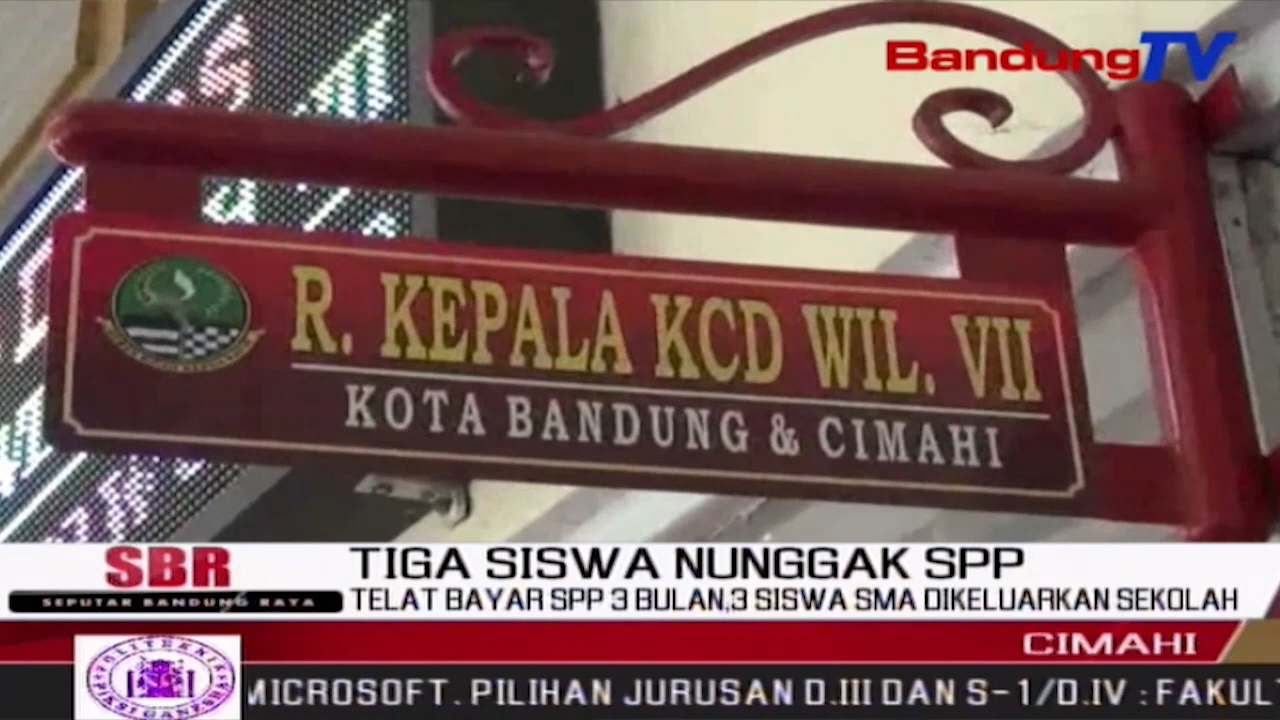 BandungTV
R. KEPALA KCD WIL. VII
KOTA BANDUNG & CIMAHI
SBR
SEPUTAR BANDUNG RAYA
TIGA SISWA NUNGGAK SPP
TELAT BAYAR SPP 3 BULAN,3 SISWA SMA DIKELUARKAN SEKOLAH
CIMAHI
MICROSOFT. PILIHAN JURUSAN D.III DAN S-1/D.IV : FAKUL